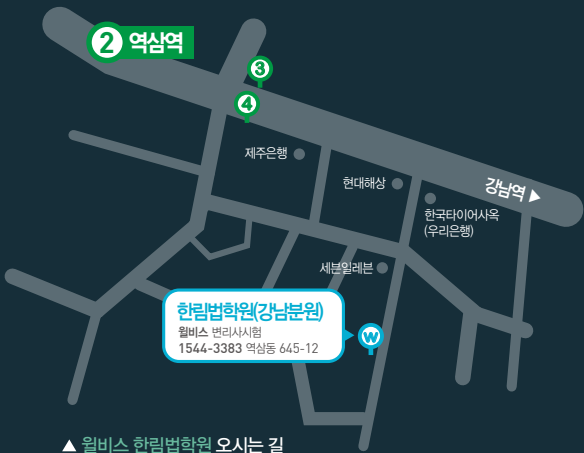 2 역삼역
3
4
제주은행
현대해상
강남역 ▶
한국타이어사옥
(우리은행)
세븐일레븐
한림법학원(강남분원)
윌비스 변리사시험
1544-3383 역삼동 645-12
W
▲ 윌비스 한림법학원 오시는 길